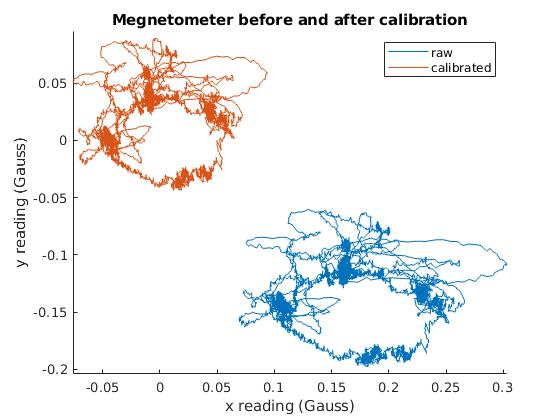 Megnetometer before and after calibration
raw
calibrated
0.05
0
-0.05
-0.1
-0.15
-0.2
y reading (Gauss)
-0.05
0
0.05
0.1
0.15
0.2
0.25
0.3
x reading (Gauss)